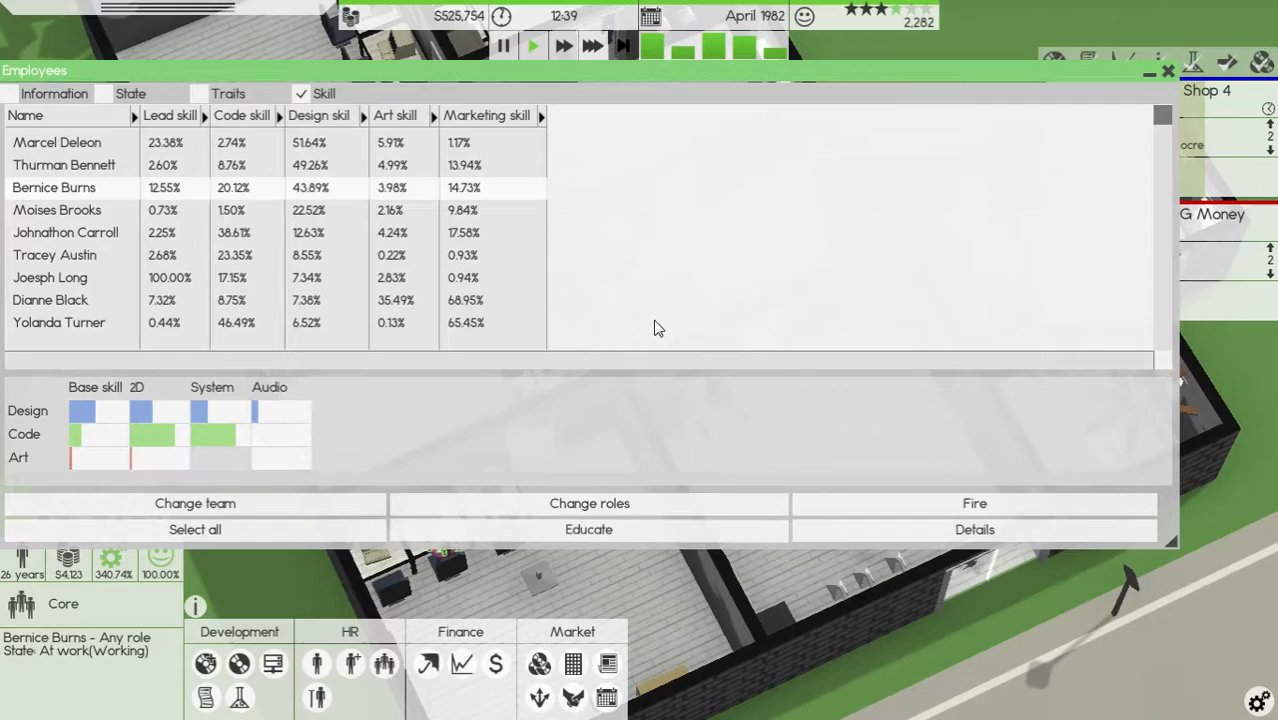 $525,754 12:39 April 1982 2,282
Employees
Information State Traits Skill
Name Lead skill Code skill Design skil Art skill Marketing skill
Marcel Deleon 23.38% 2.74% 51.64% 5.91% 1.17%
Thurman Bennett 2.60% 8.76% 49.26% 4.99% 13.94%
Bernice Burns 12.55% 20.12% 43.89% 3.98% 14.73%
Moises Brooks 0.73% 1.50% 22.52% 2.16% 9.84%
Johnathon Carroll 2.25% 38.61% 12.63% 4.24% 17.58%
Tracey Austin 2.68% 23.35% 8.55% 0.22% 0.93%
Joesph Long 100.00% 17.15% 7.34% 2.83% 0.94%
Dianne Black 7.32% 8.75% 7.38% 35.49% 68.95%
Yolanda Turner 0.44% 46.49% 6.52% 0.13% 65.45%
Shop 4
2
ocre
G Money
2
Base skill 2D System Audio
Design
Code
Art
Change team Change roles Fire
Select all Educate Details
26 years $4,123 340.74% 100.00%
Core
Bernice Burns - Any role
State: At work(Working)
Development HR Finance Market